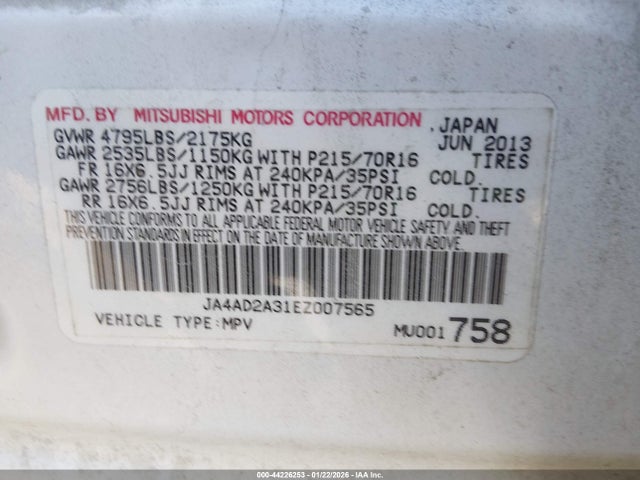 MFD. BY MITSUBISHI MOTORS CORPORATION . JAPAN
GVWR 4795LBS/2175KG JUN 2013
GAWR 2535LBS/1150KG WITH P215/70R16 TIRES
FR 16X6.5JJ RIMS AT 240KPA/35PSI COLD.
GAWR 2756LBS/1250KG WITH P215/70R16 TIRES
RR 16X6.5JJ RIMS AT 240KPA/35PSI COLD.
THIS VEHICLE CONFORMS TO ALL APPLICABLE FEDERAL MOTOR VEHICLE SAFETY AND THEFT
PREVENTION STANDARDS IN EFFECT ON THE DATE OF MANUFACTURE SHOWN ABOVE.
JA4AD2A31EZ007565
VEHICLE TYPE:MPV MU001 758
000-44226253 - 01/22/2026 - IAA Inc.